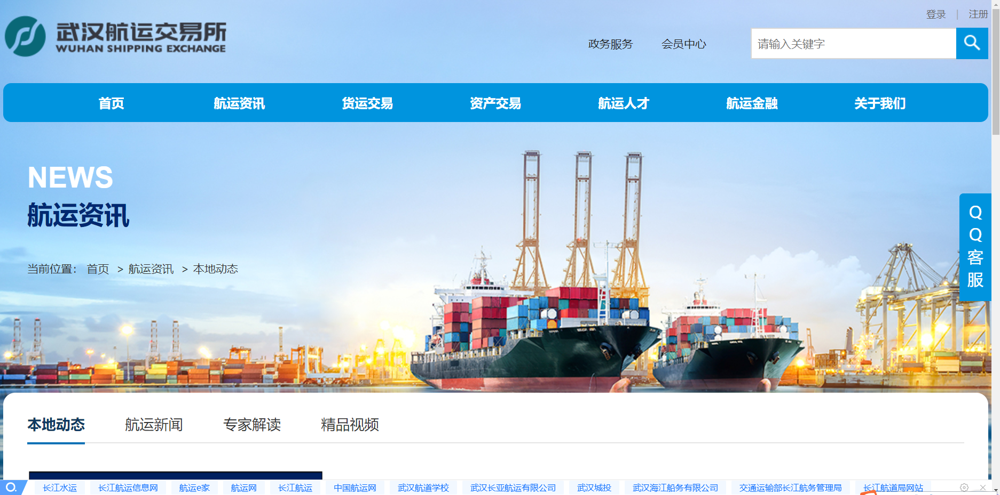 登录 | 注册
武汉航运交易所
WUHAN SHIPPING EXCHANGE
政务服务 会员中心 请输入关键字
首页 航运资讯 货运交易 资产交易 航运人才 航运金融 关于我们
NEWS
航运资讯
当前位置： 首页 > 航运资讯 > 本地动态
QQ客服
本地动态 航运新闻 专家解读 精品视频
长江水运 长江航运信息网 航运e家 航运网 长江航运 中国航运网 武汉航道学校 武汉长亚航运有限公司 武汉城投 武汉海江船务有限公司 交通运输部长江航务管理局 长江航道局网站